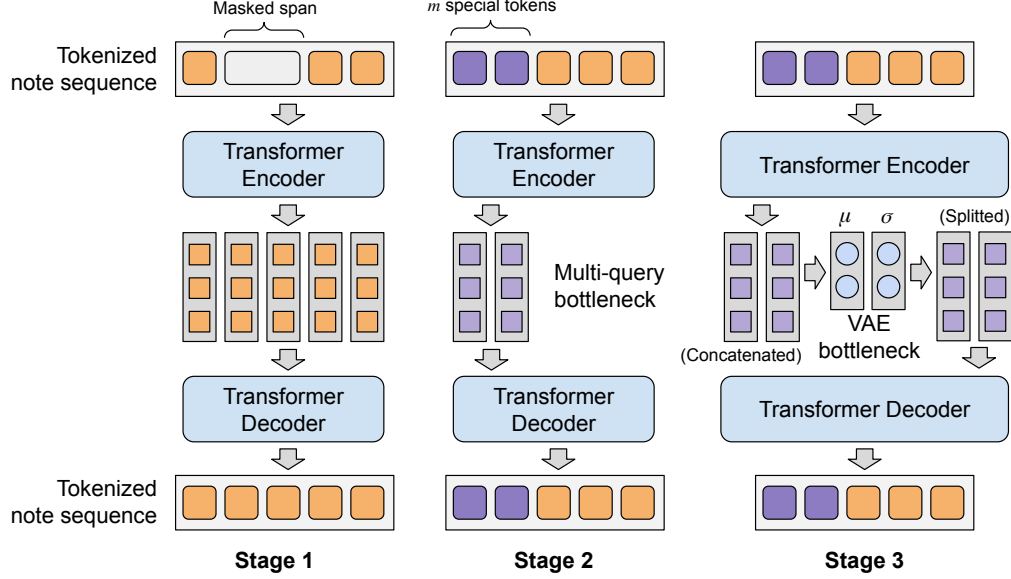 Masked span
m special tokens
Tokenized
note sequence
Transformer
Encoder
Transformer
Encoder
Transformer Encoder
μ
σ
(Splitted)
Multi-query
bottleneck
(Concatenated)
VAE
bottleneck
Transformer
Decoder
Transformer
Decoder
Transformer Decoder
Tokenized
note sequence
Stage 1
Stage 2
Stage 3